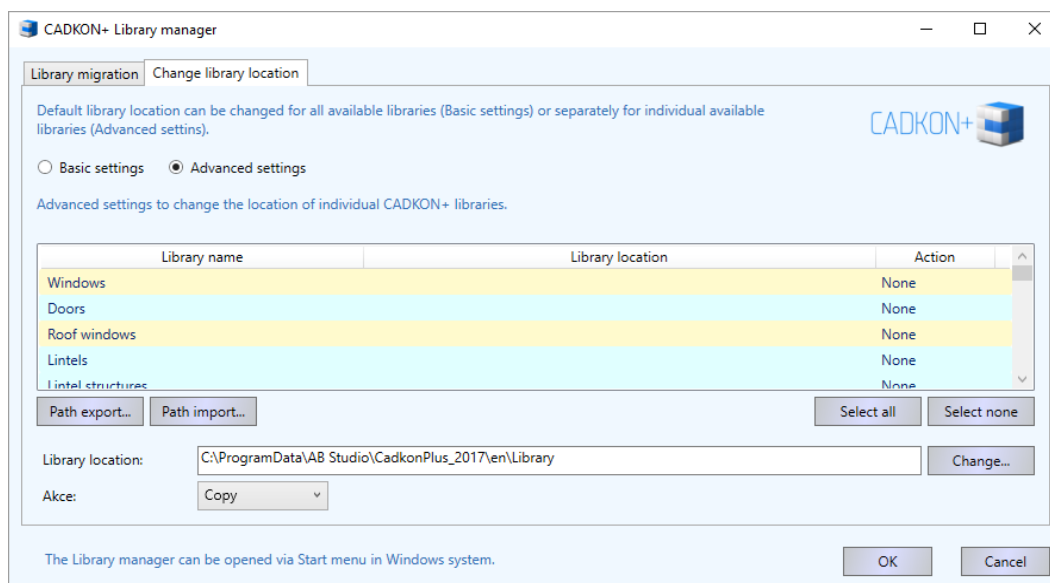 CADKON+ Library manager
Library migration Change library location
Default library location can be changed for all available libraries (Basic settings) or separately for individual available
libraries (Advanced settins).
CADKON+
Basic settings Advanced settings
Advanced settings to change the location of individual CADKON+ libraries.
Library name Library location Action
Windows None
Doors None
Roof windows None
Lintels None
Lintel structures None
Path export... Path import... Select all Select none
Library location: C:\ProgramData\AB Studio\CadkonPlus_2017\en\Library Change...
Akce: Copy
The Library manager can be opened via Start menu in Windows system.
OK Cancel